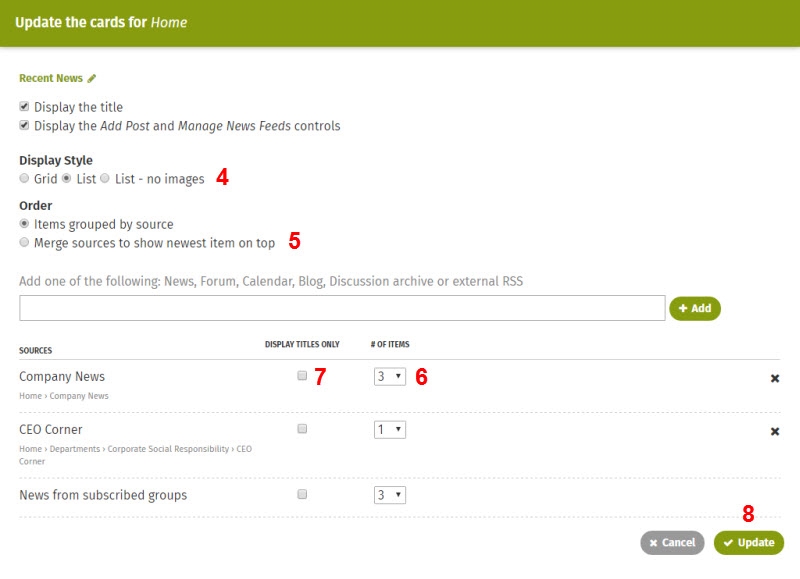 Update the cards for Home
Recent News
Display the title
Display the Add Post and Manage News Feeds controls
Display Style
Grid List List - no images 4
Order
Items grouped by source
Merge sources to show newest item on top 5
Add one of the following: News, Forum, Calendar, Blog, Discussion archive or external RSS
+ Add
SOURCES DISPLAY TITLES ONLY # OF ITEMS
Company News 7 3 6
Home › Company News
CEO Corner 1
Home › Departments › Corporate Social Responsibility › CEO
Corner
News from subscribed groups 3
8
Cancel Update